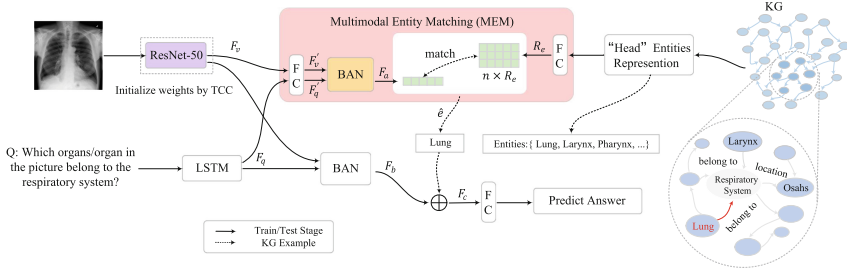 Multimodal Entity Matching (MEM)
KG
ResNet-50
Initialize weights by TCC
F_v
F_v'
F_q'
F C
BAN
F_a
match
n × R_e
R_e
F C
“Head” Entities
Represention
ê
Lung
Entities:{ Lung, Larynx, Pharynx, ...}
Q: Which organs/organ in
the picture belong to the
respiratory system?
LSTM
F_q
BAN
F_b
F_c
F C
Predict Answer
Train/Test Stage
KG Example
Larynx
belong to
location
Respiratory
System
Osahs
Lung
belong to